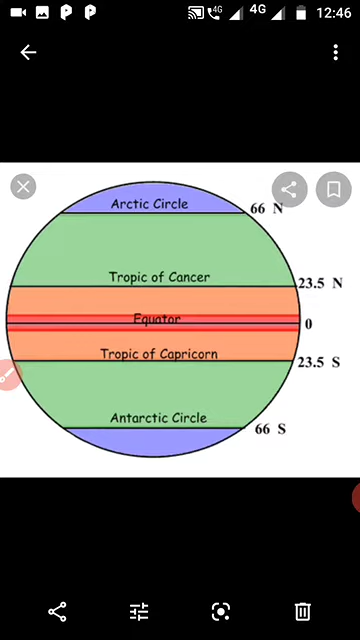 4G 4G 12:46
Arctic Circle
66 N
Tropic of Cancer
23.5 N
Equator
0
Tropic of Capricorn
23.5 S
Antarctic Circle
66 S